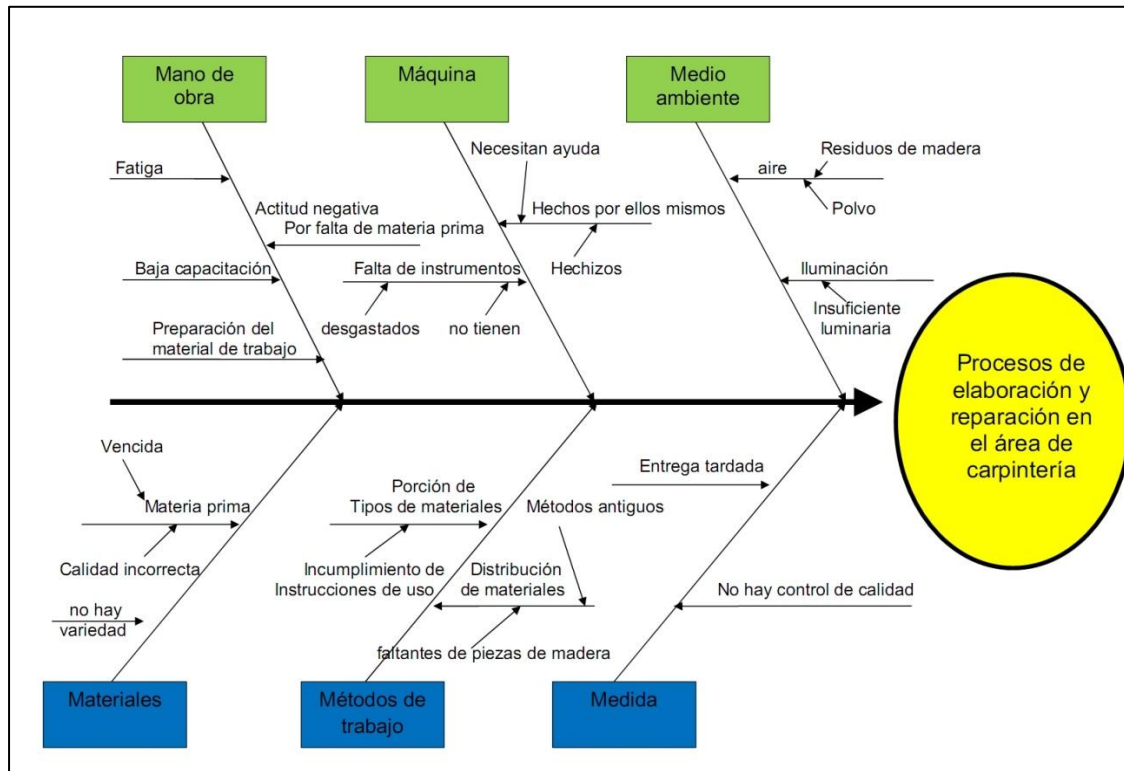 Mano de
obra
Máquina
Medio
ambiente
Fatiga
Actitud negativa
Por falta de materia prima
Baja capacitación
Preparación del
material de trabajo
Necesitan ayuda
Hechos por ellos mismos
Hechizos
Falta de instrumentos
desgastados
no tienen
Residuos de madera
aire
Polvo
Iluminación
Insuficiente
luminaria
Procesos de
elaboración y
reparación en
el área de
carpintería
Vencida
Materia prima
Calidad incorrecta
no hay
variedad
Porción de
Tipos de materiales
Incumplimiento de
Instrucciones de uso
Métodos antiguos
Distribución
de materiales
faltantes de piezas de madera
Entrega tardada
No hay control de calidad
Materiales
Métodos de
trabajo
Medida